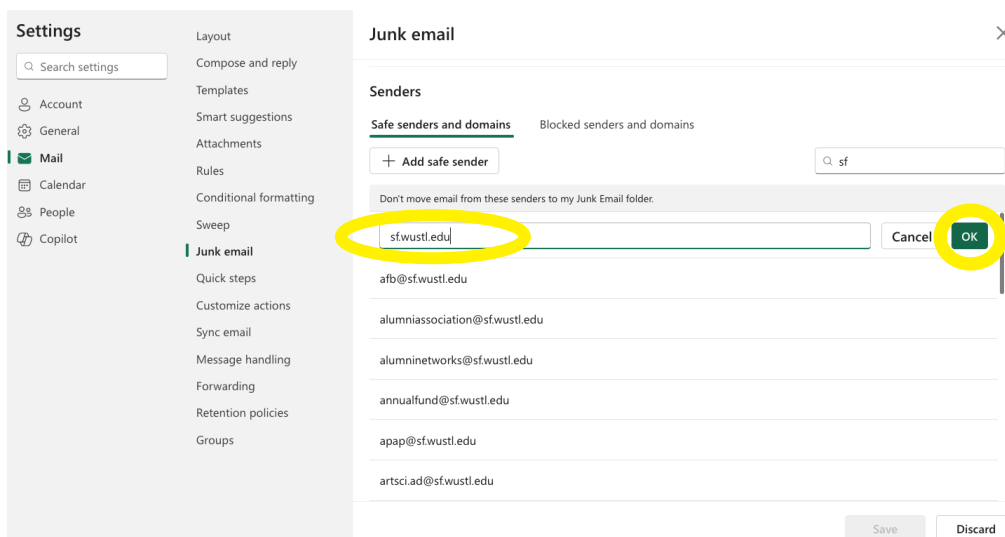 Settings
Search settings
Account
General
Mail
Calendar
People
Copilot
Layout
Compose and reply
Templates
Smart suggestions
Attachments
Rules
Conditional formatting
Sweep
Junk email
Quick steps
Customize actions
Sync email
Message handling
Forwarding
Retention policies
Groups
Junk email
Senders
Safe senders and domains Blocked senders and domains
+ Add safe sender sf
Don't move email from these senders to my Junk Email folder.
sf.wustl.edu Cancel OK
afb@sf.wustl.edu
alumniassociation@sf.wustl.edu
alumninetworks@sf.wustl.edu
annualfund@sf.wustl.edu
apap@sf.wustl.edu
artsci.ad@sf.wustl.edu
Save Discard